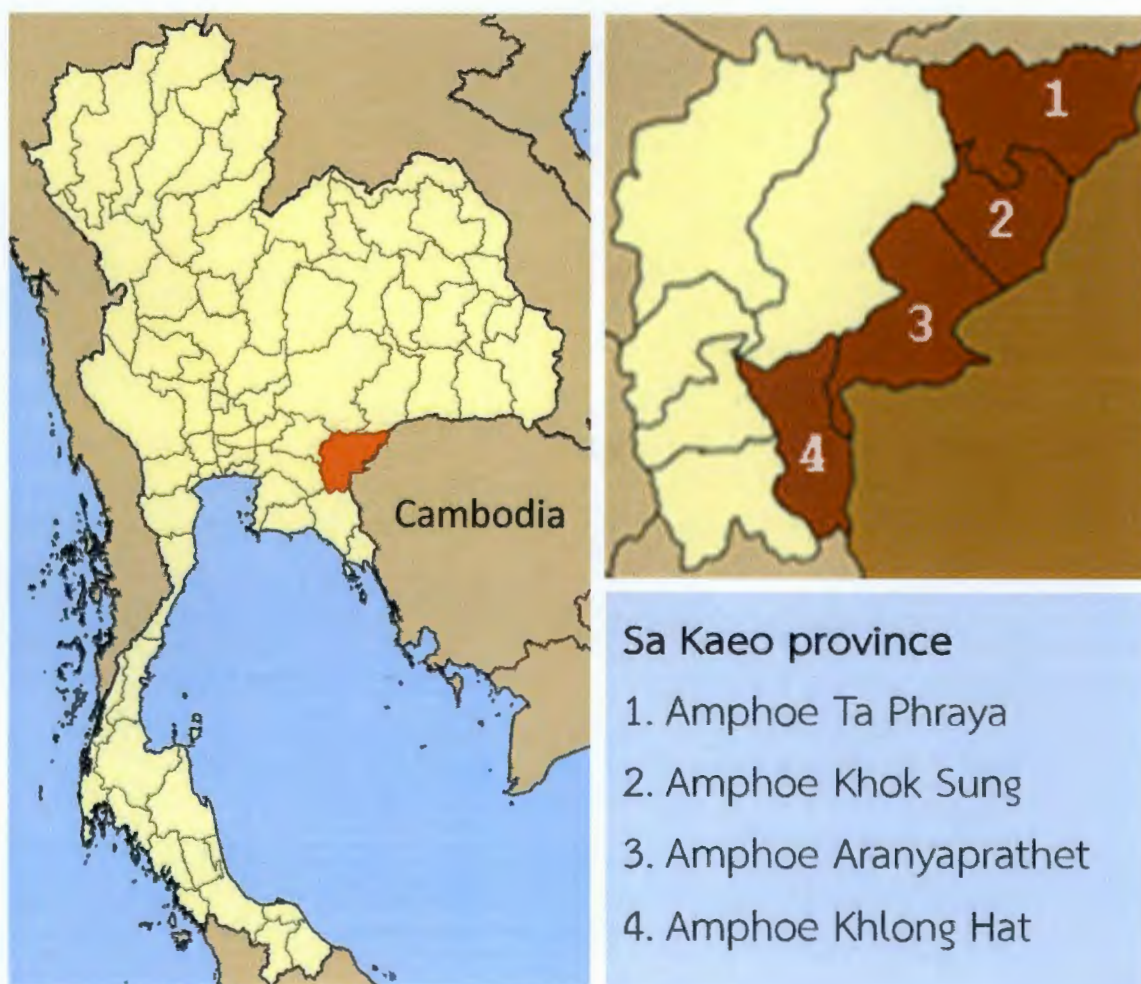 Cambodia
1
2
3
4
Sa Kaeo province
1. Amphoe Ta Phraya
2. Amphoe Khok Sung
3. Amphoe Aranyaprathet
4. Amphoe Khlong Hat